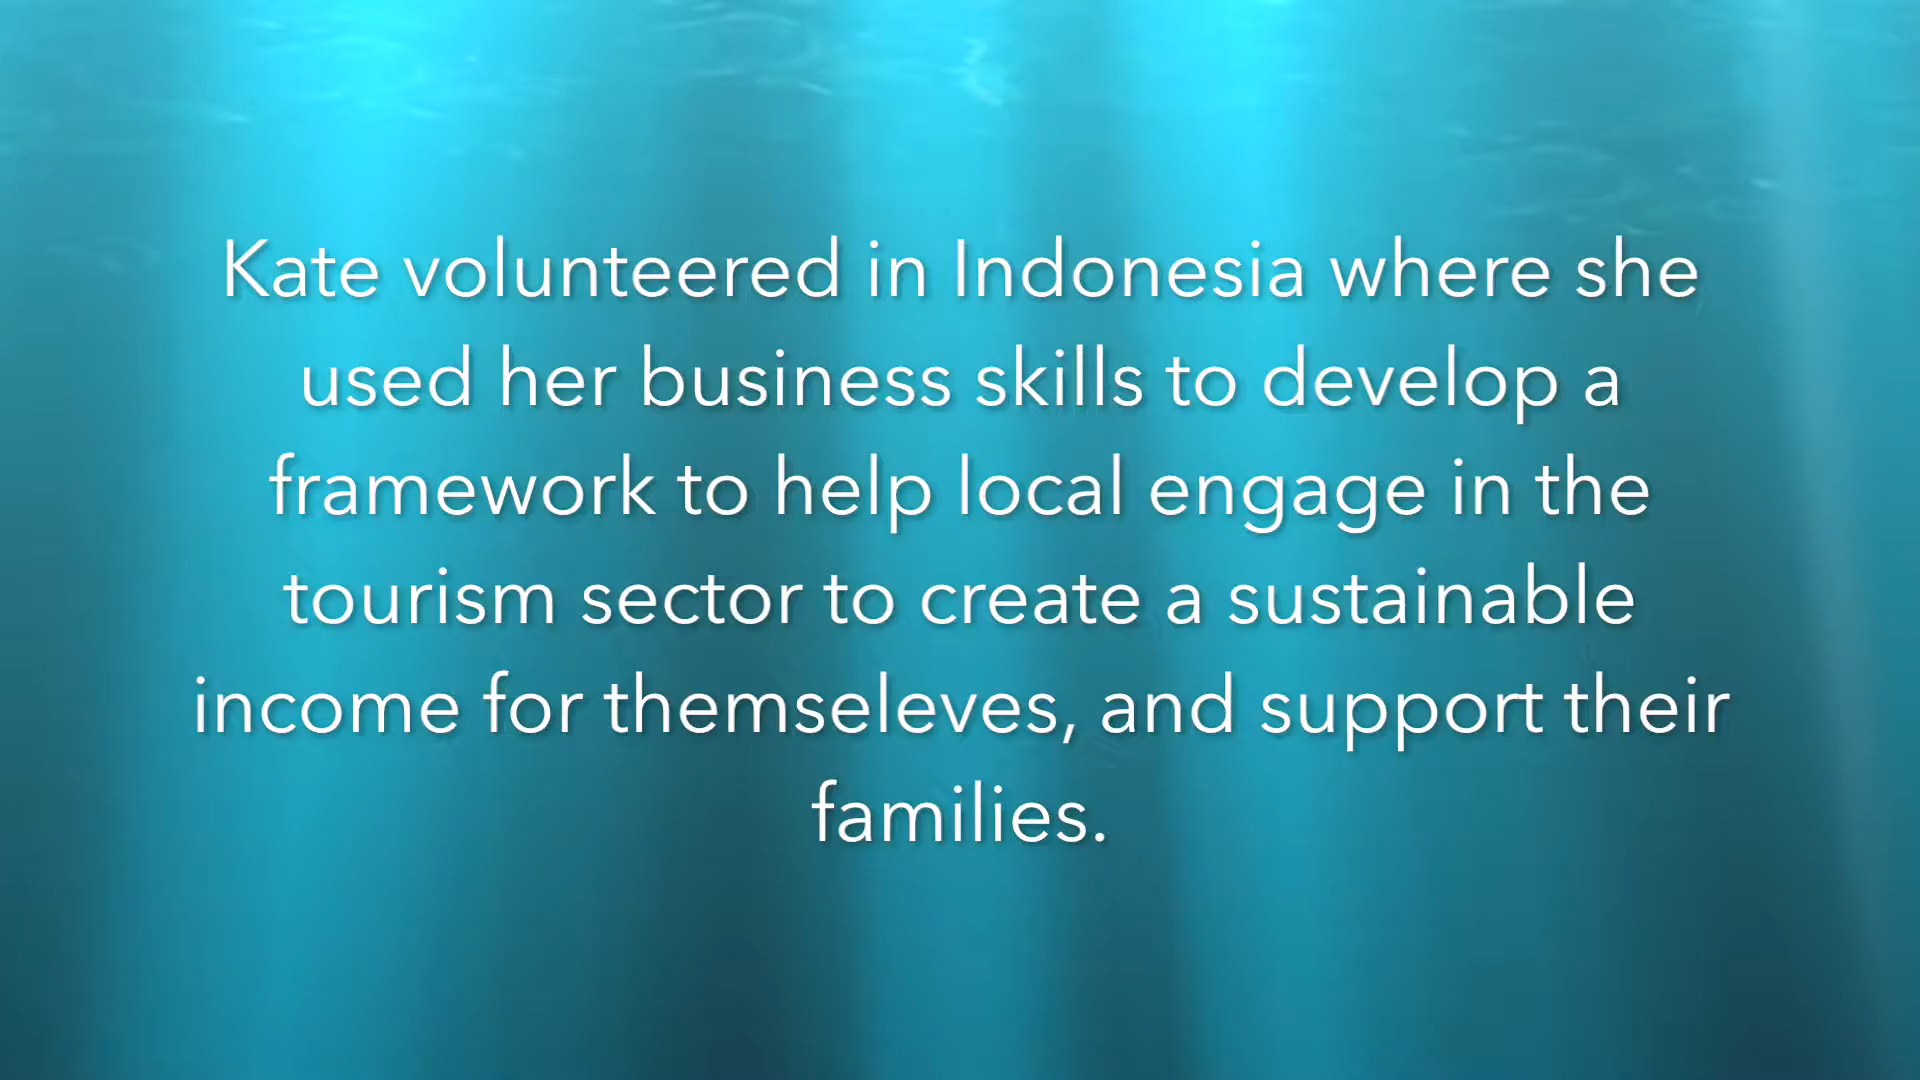 Kate volunteered in Indonesia where she
used her business skills to develop a
framework to help local engage in the
tourism sector to create a sustainable
income for themseleves, and support their
families.